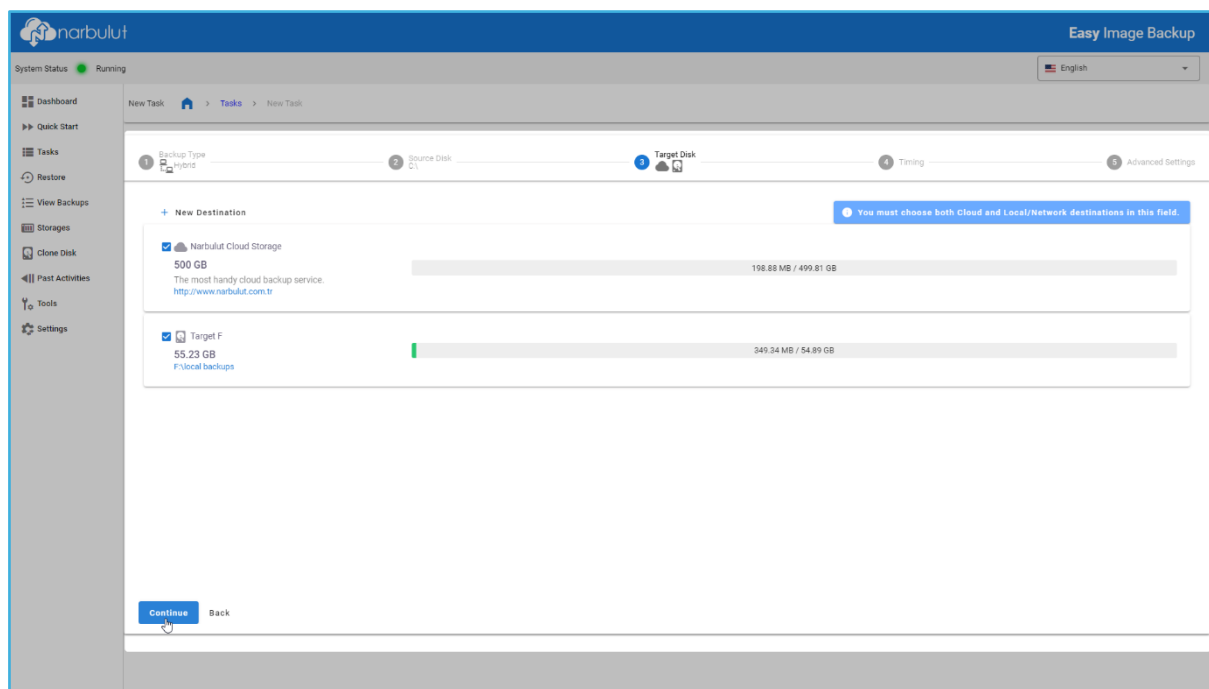 narbulut
Easy Image Backup
System Status Running
English
Dashboard
Quick Start
Tasks
Restore
View Backups
Storages
Clone Disk
Past Activities
Tools
Settings
New Task > Tasks > New Task
1 Backup Type
Hybrid
2 Source Disk
C:\
3 Target Disk
4 Timing
5 Advanced Settings
+ New Destination
You must choose both Cloud and Local/Network destinations in this field.
Narbulut Cloud Storage
500 GB
The most handy cloud backup service.
http://www.narbulut.com.tr
198.88 MB / 499.81 GB
Target F
55.23 GB
F:\local backups
349.34 MB / 54.89 GB
Continue Back